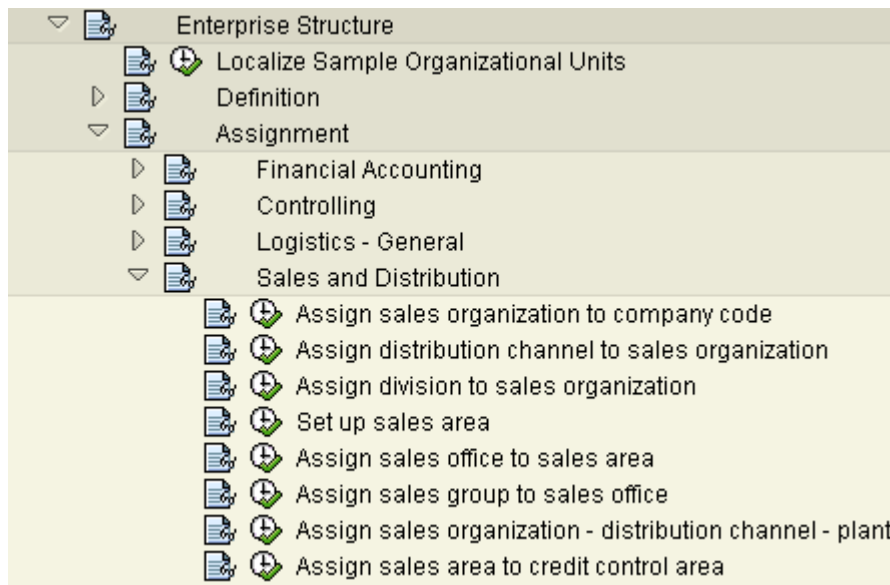 Enterprise Structure
Localize Sample Organizational Units
Definition
Assignment
Financial Accounting
Controlling
Logistics - General
Sales and Distribution
Assign sales organization to company code
Assign distribution channel to sales organization
Assign division to sales organization
Set up sales area
Assign sales office to sales area
Assign sales group to sales office
Assign sales organization - distribution channel - plant
Assign sales area to credit control area